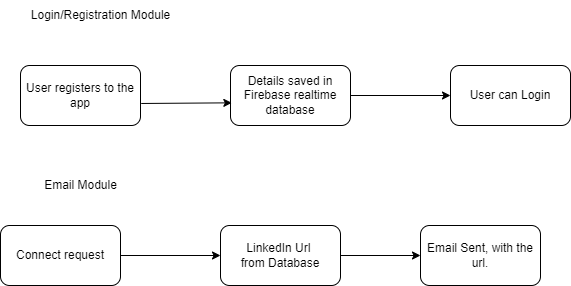 Login/Registration Module
User registers to the
app
Details saved in
Firebase realtime
database
User can Login
Email Module
Connect request
LinkedIn Url
from Database
Email Sent, with the
url.